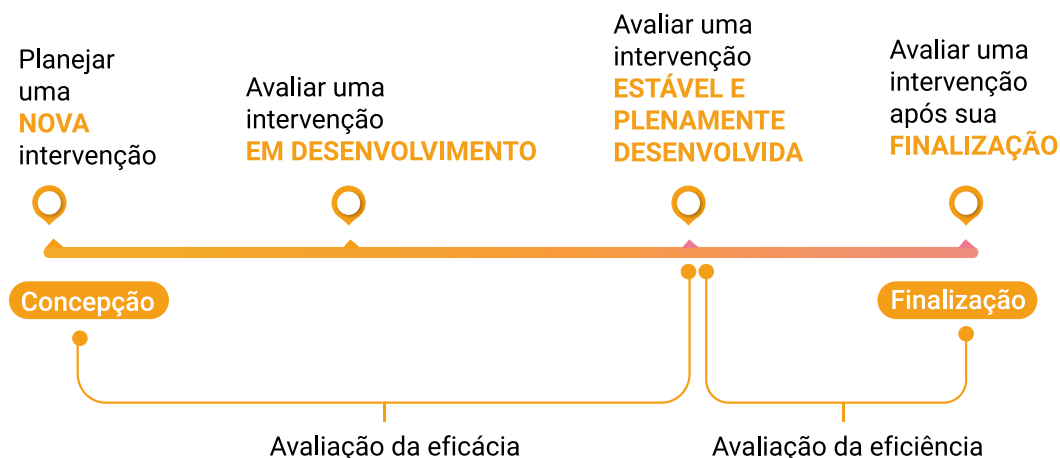 Planejar
uma
NOVA
intervenção
Avaliar uma
intervenção
EM DESENVOLVIMENTO
Avaliar uma
intervenção
ESTÁVEL E
PLENAMENTE
DESENVOLVIDA
Avaliar uma
intervenção
após sua
FINALIZAÇÃO
Concepção
Finalização
Avaliação da eficácia
Avaliação da eficiência